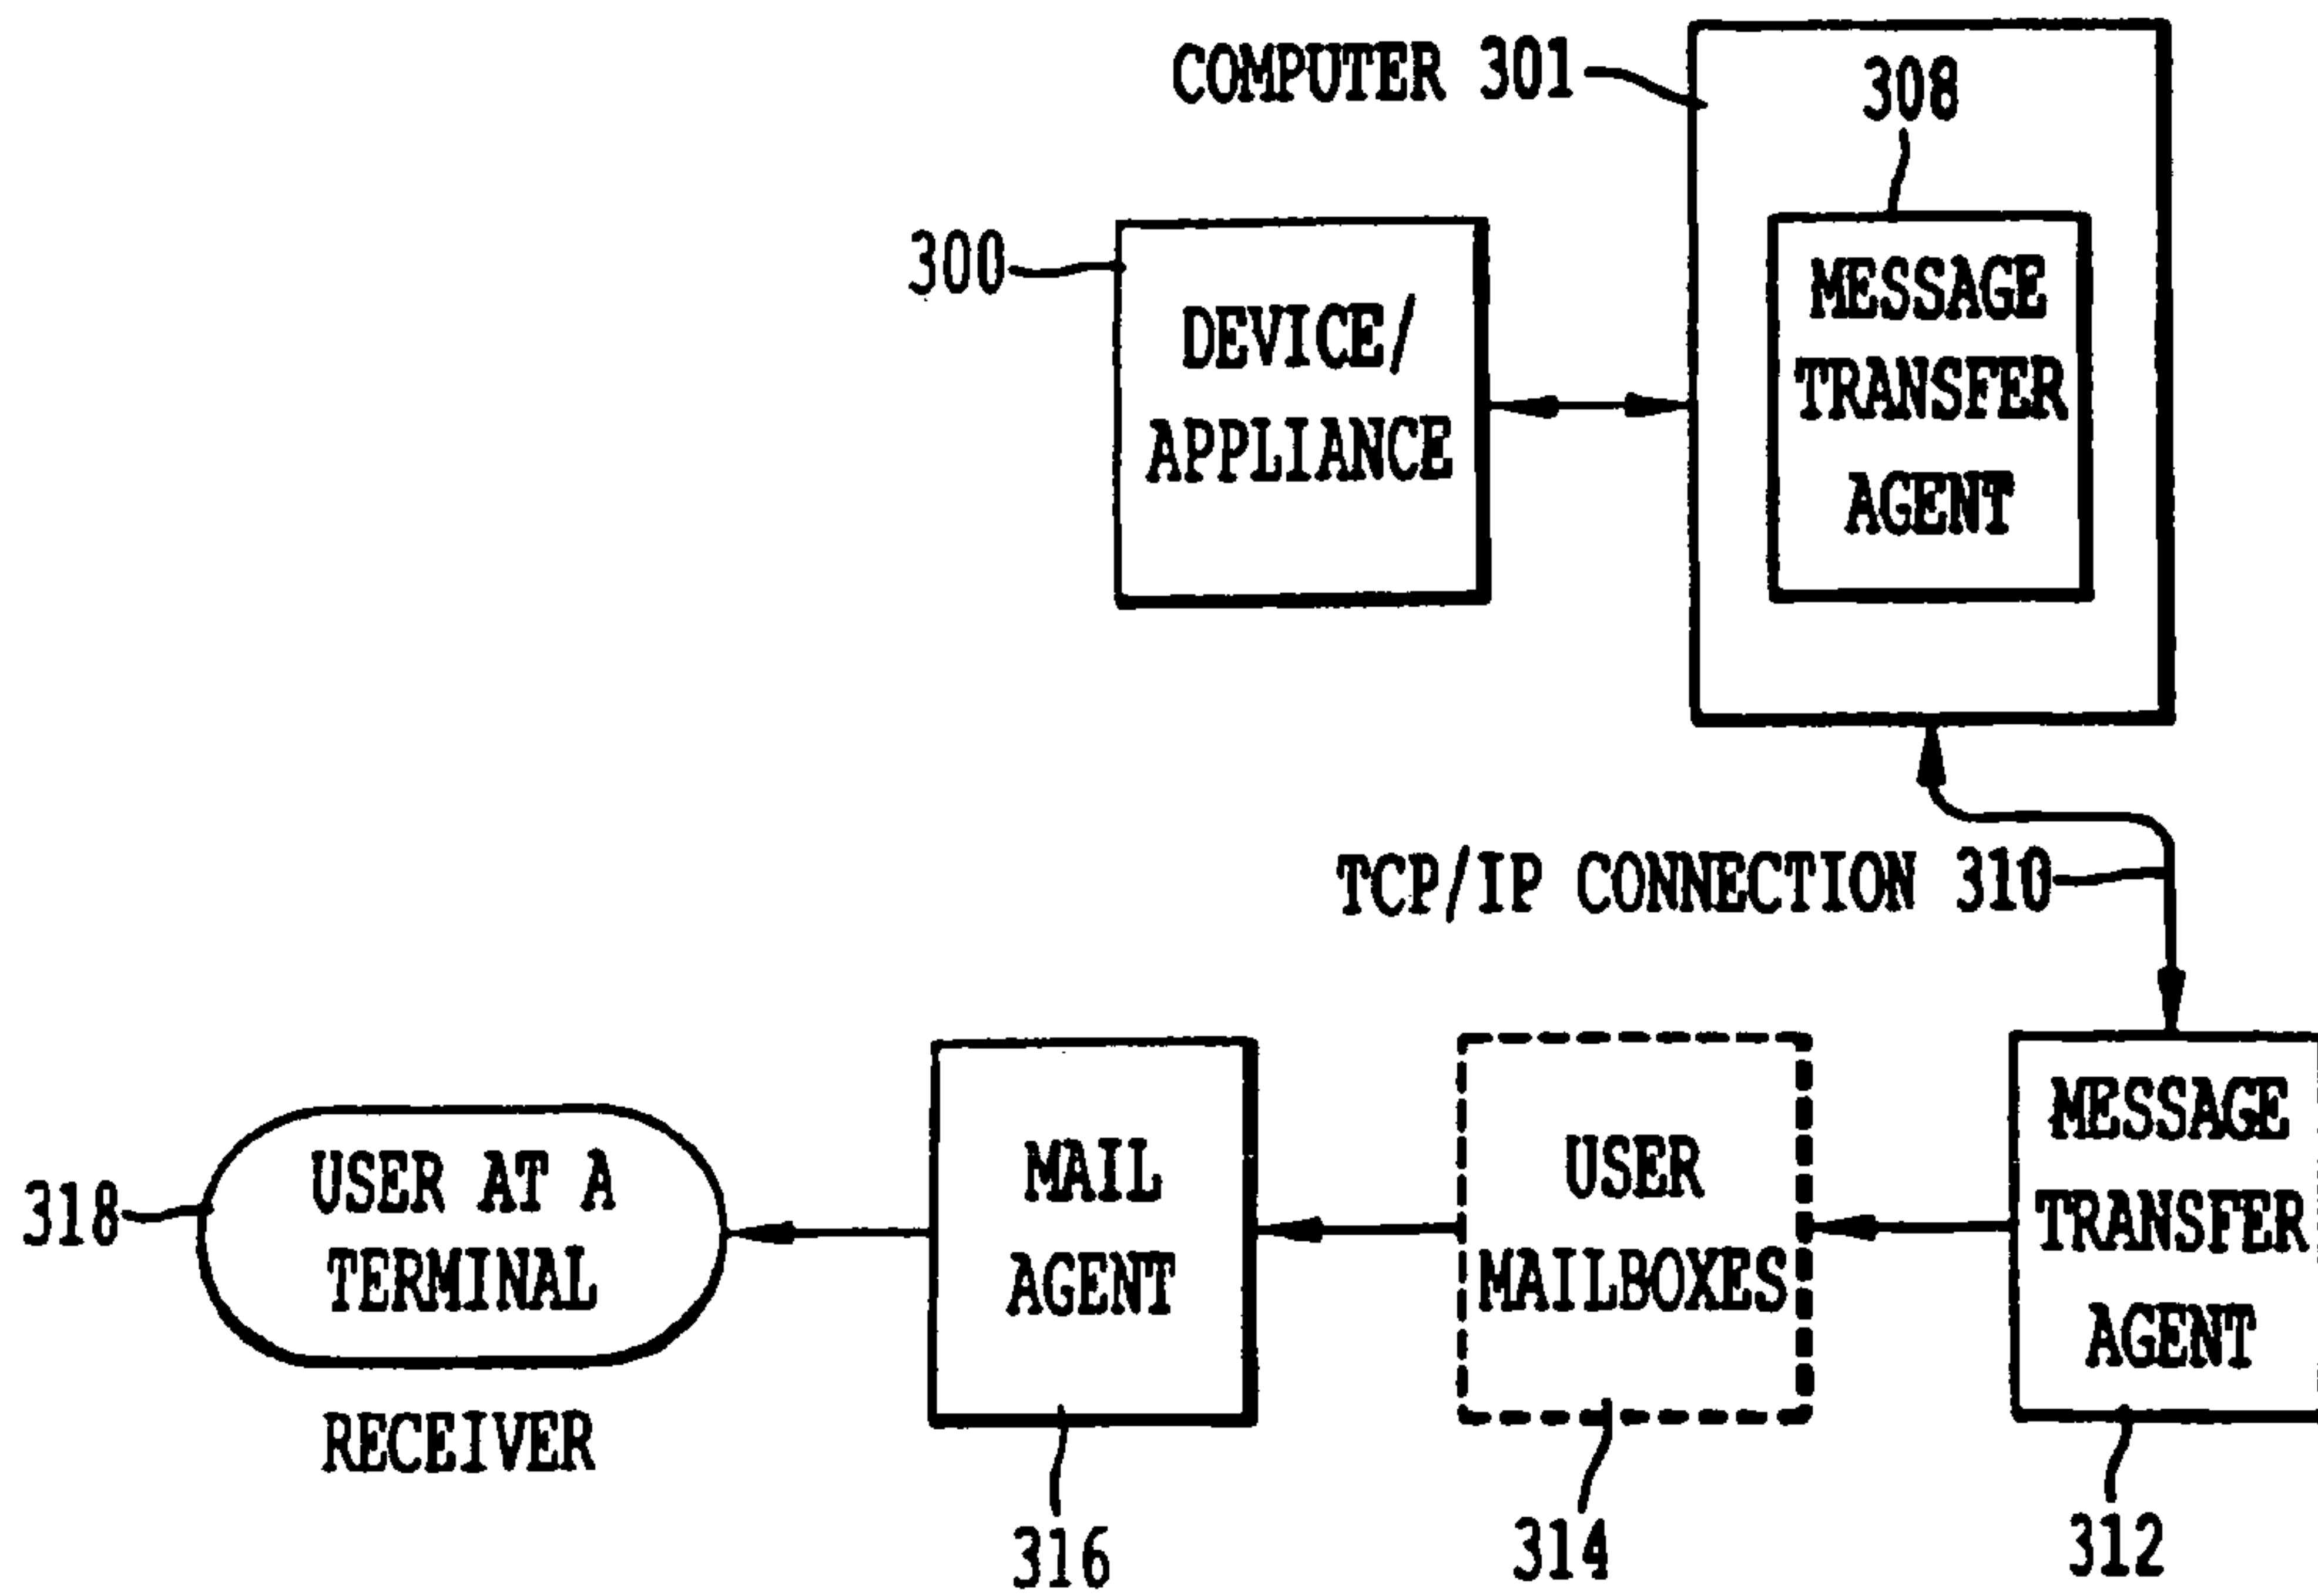 COMPUTER 301
308
300
DEVICE/
APPLIANCE
MESSAGE
TRANSFER
AGENT
TCP/IP CONNECTION 310
318
USER AT A
TERMINAL
RECEIVER
MAIL
AGENT
316
USER
MAILBOXES
314
MESSAGE
TRANSFER
AGENT
312